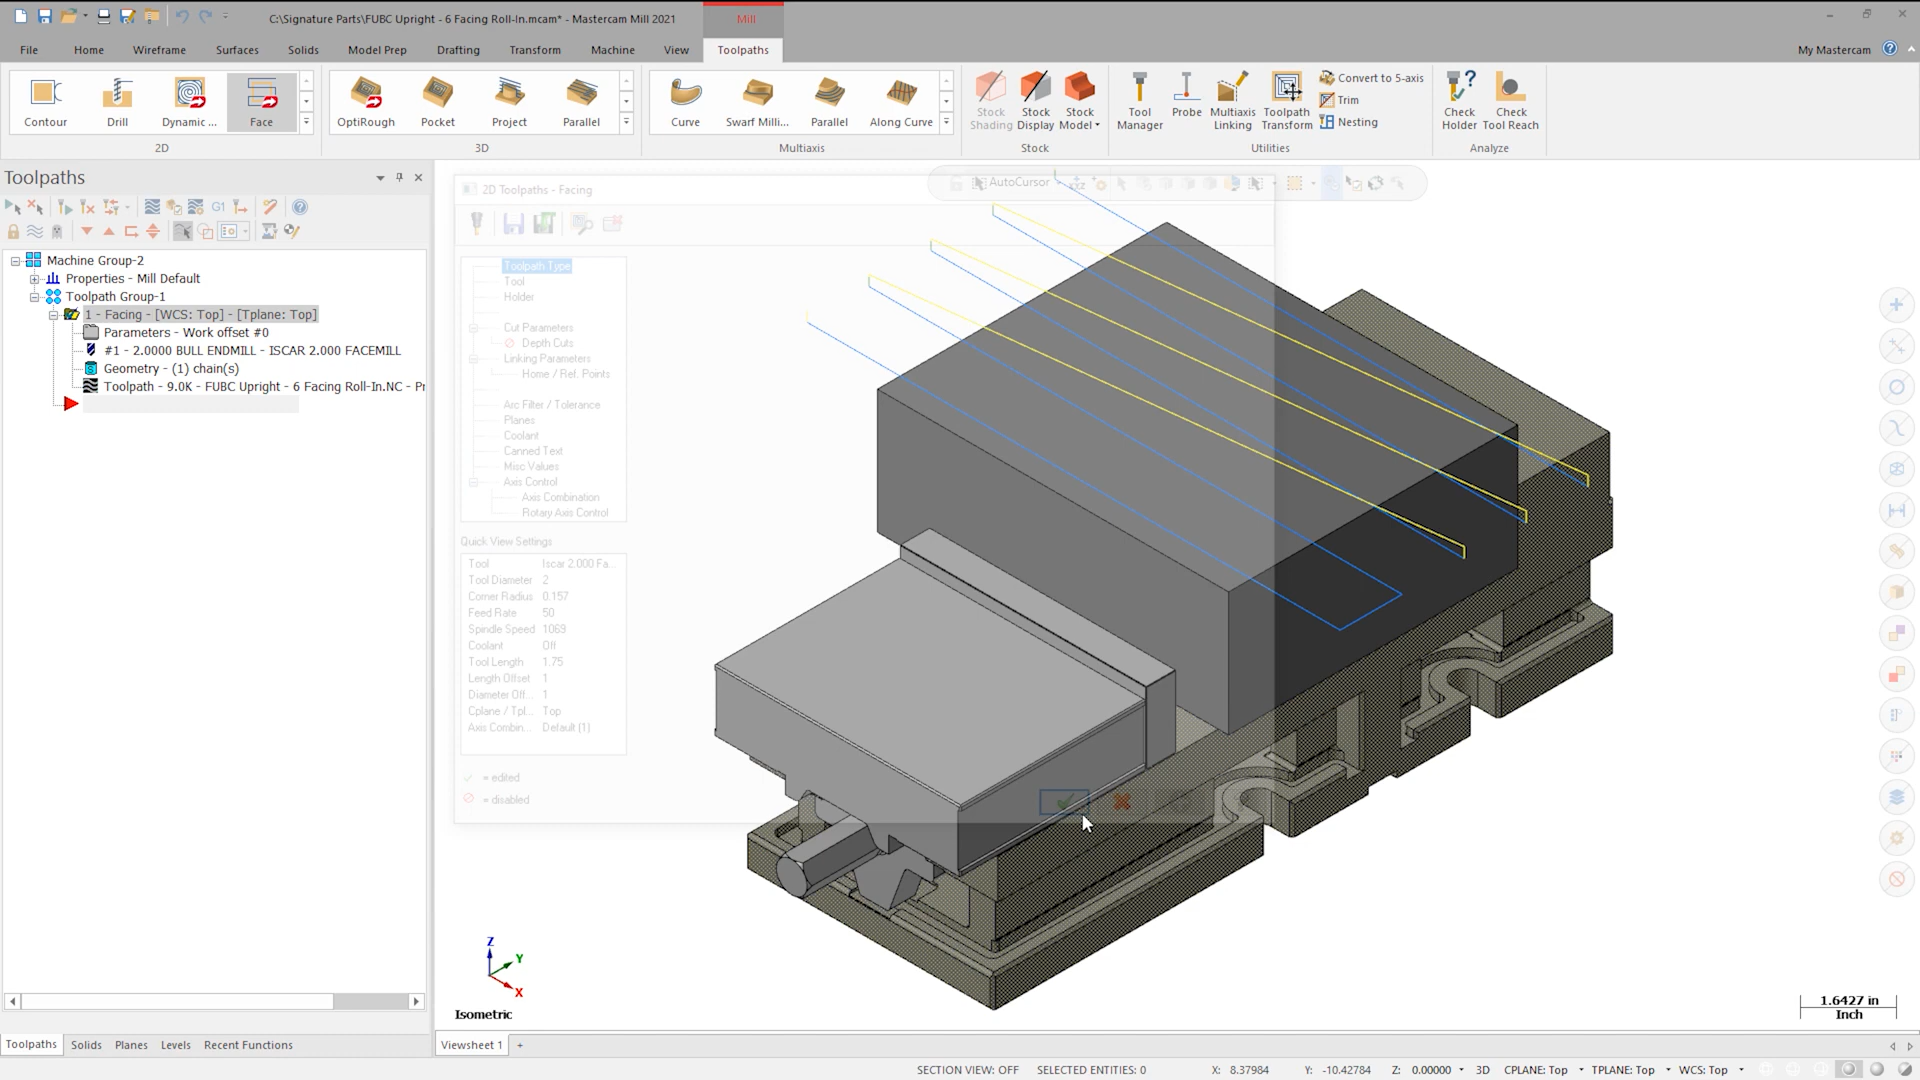 C:\Signature Parts\FUBC Upright - 6 Facing Roll-In.mcam* - Mastercam Mill 2021
Mill
File Home Wireframe Surfaces Solids Model Prep Drafting Transform Machine View Toolpaths My Mastercam
Contour Drill Dynamic ... Face
OptiRough Pocket Project Parallel
Curve Swarf Milli... Parallel Along Curve
Stock Shading
Stock Display
Stock Model
Tool Manager
Probe
Multiaxis Linking
Toolpath Transform
Convert to 5-axis
Trim
Nesting
Check Holder
Check Tool Reach
2D 3D Multiaxis Stock Utilities Analyze
Toolpaths
G1
Machine Group-2
Properties - Mill Default
Toolpath Group-1
1 - Facing - [WCS: Top] - [Tplane: Top]
Parameters - Work offset #0
#1 - 2.0000 BULL ENDMILL - ISCAR 2.000 FACEMILL
Geometry - (1) chain(s)
Toolpath - 9.0K - FUBC Upright - 6 Facing Roll-In.NC - Pr
2D Toolpaths - Facing
AutoCursor
Toolpath Type
Tool
Holder
Cut Parameters
Depth Cuts
Linking Parameters
Home / Ref. Points
Arc Filter / Tolerance
Planes
Coolant
Canned Text
Misc Values
Axis Control
Axis Combination
Rotary Axis Control
Quick View Settings
Tool Iscar 2.000 Fa...
Tool Diameter 2
Corner Radius 0.157
Feed Rate 50
Spindle Speed 1069
Coolant Off
Tool Length 1.75
Length Offset 1
Diameter Off... 1
Cplane / Tpl... Top
Axis Combin... Default (1)
= edited
= disabled
Z
Y
X
Isometric
1.6427 in
Inch
Toolpaths Solids Planes Levels Recent Functions
Viewsheet 1 +
SECTION VIEW: OFF SELECTED ENTITIES: 0 X: 8.37984 Y: -10.42784 Z: 0.00000 3D CPLANE: Top TPLANE: Top WCS: Top